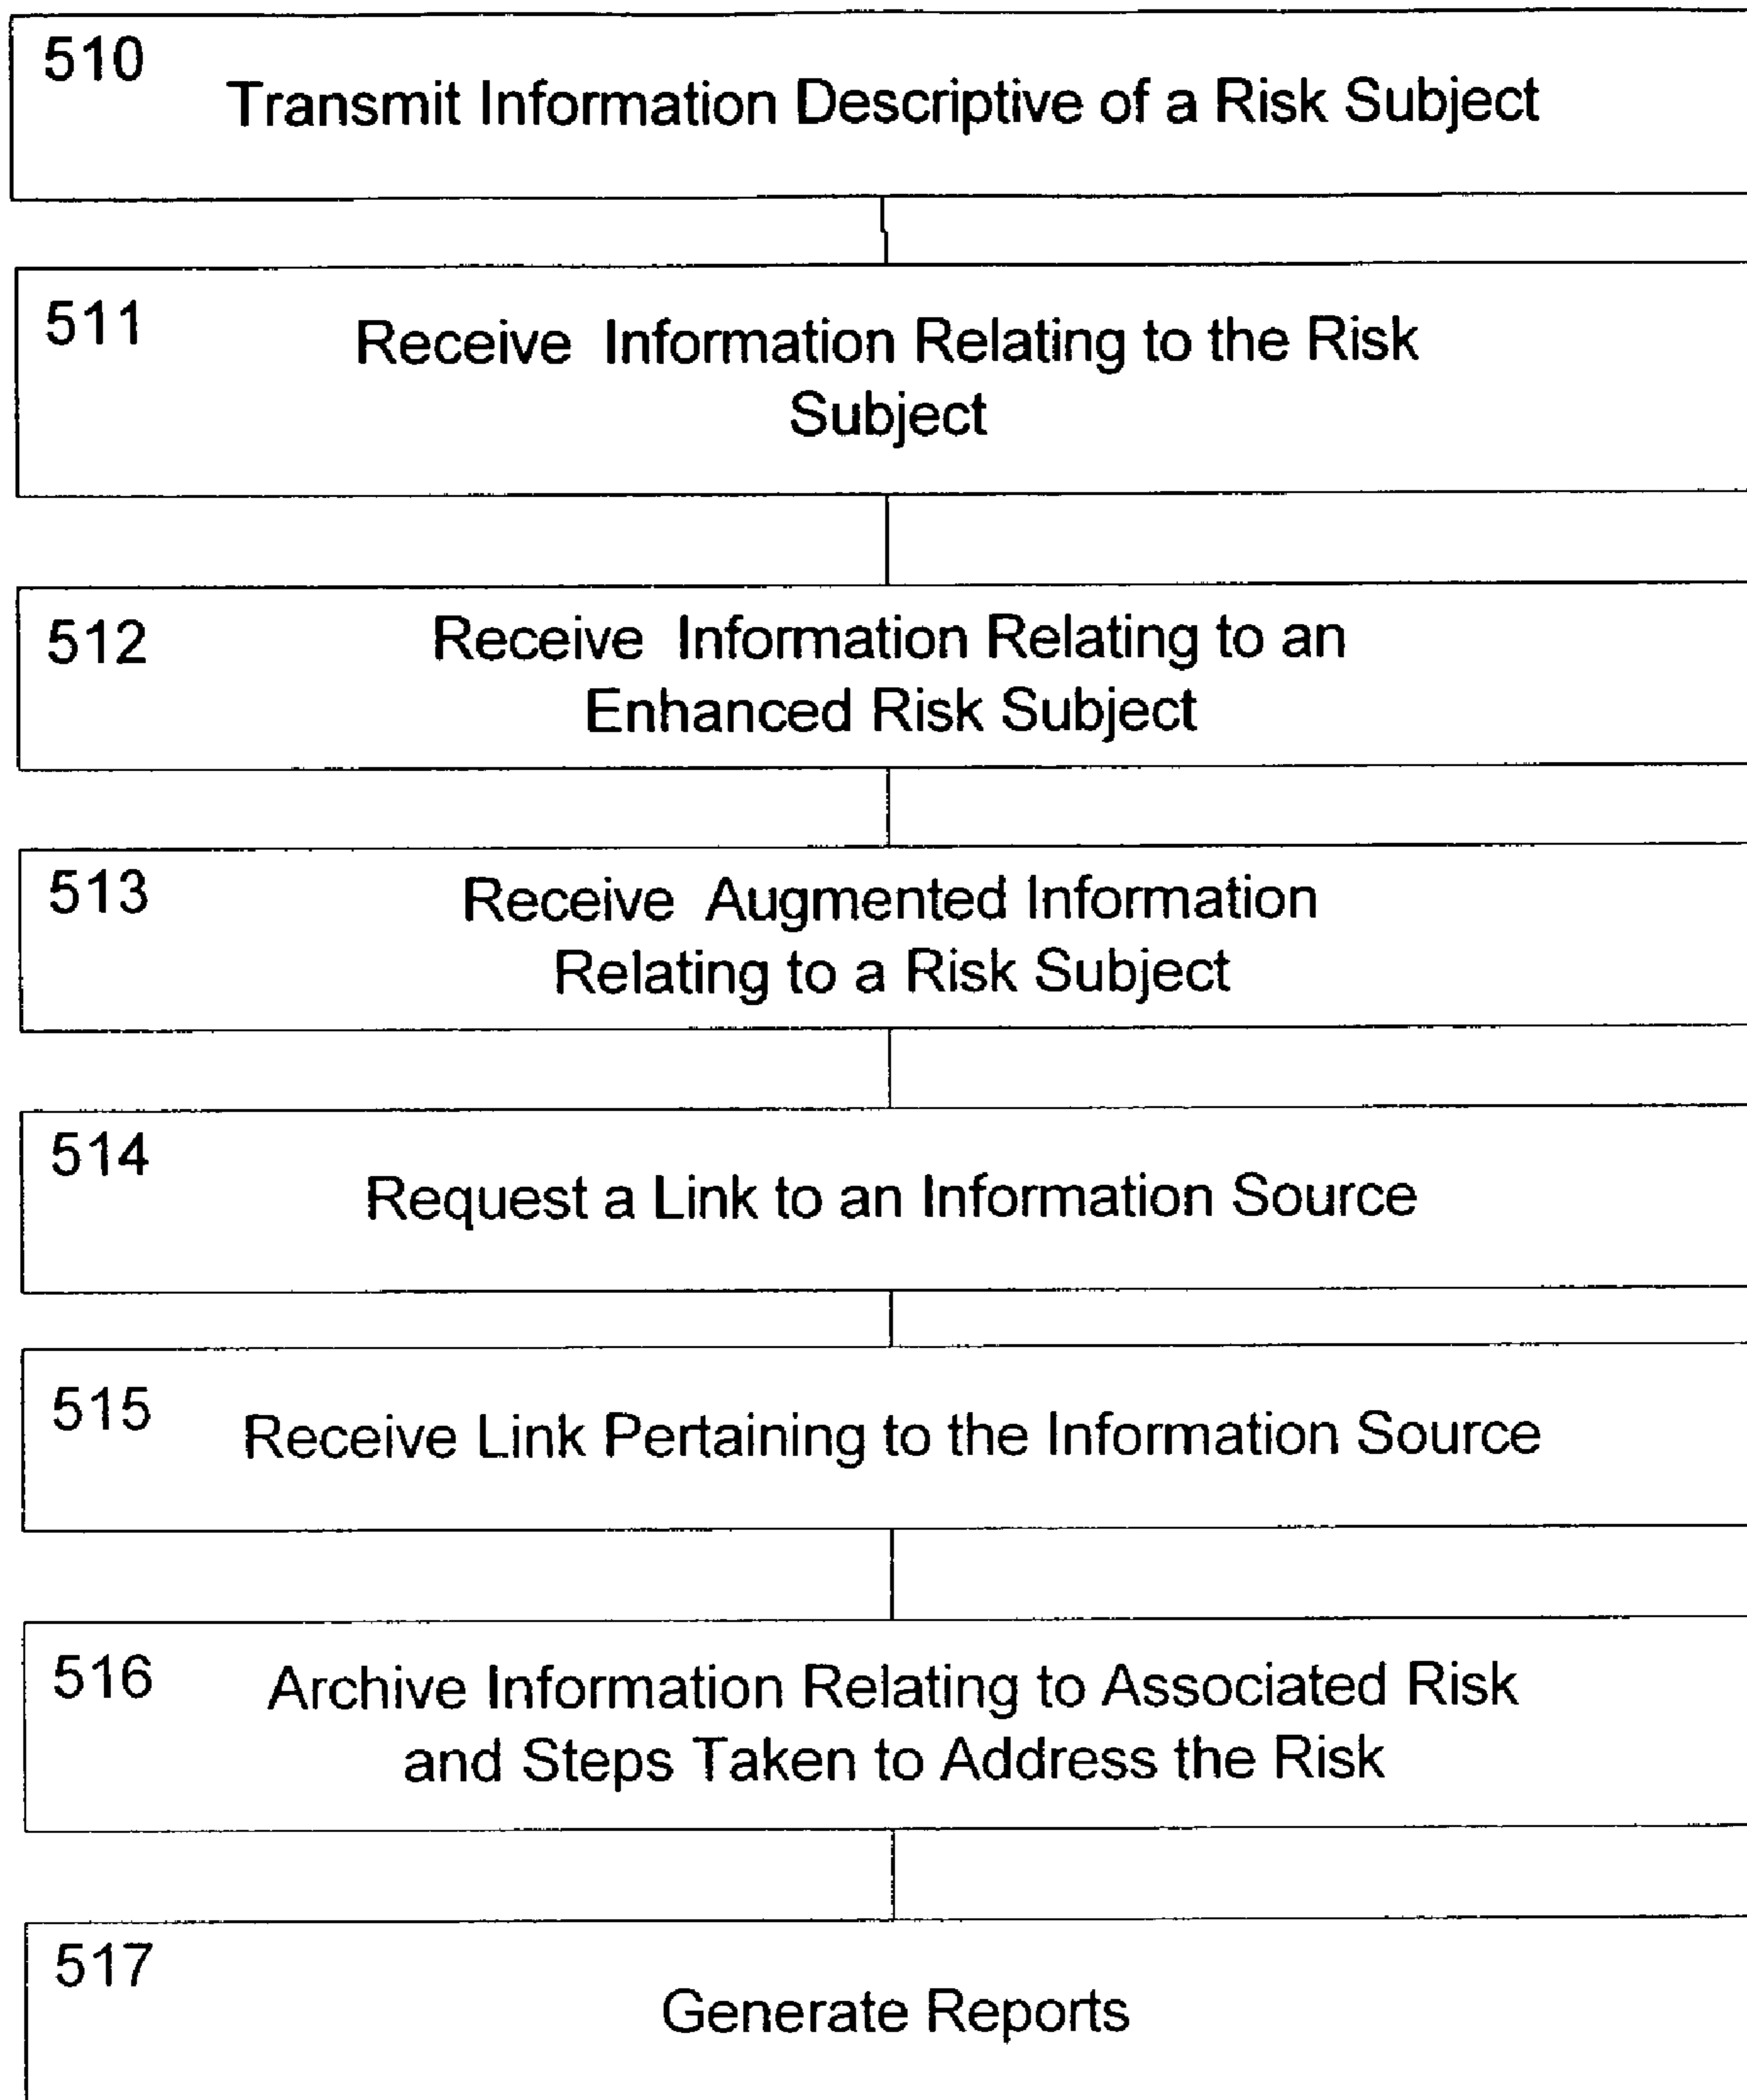 510
Transmit Information Descriptive of a Risk Subject
511
Receive Information Relating to the Risk
Subject
512
Receive Information Relating to an
Enhanced Risk Subject
513
Receive Augmented Information
Relating to a Risk Subject
514
Request a Link to an Information Source
515
Receive Link Pertaining to the Information Source
516
Archive Information Relating to Associated Risk
and Steps Taken to Address the Risk
517
Generate Reports